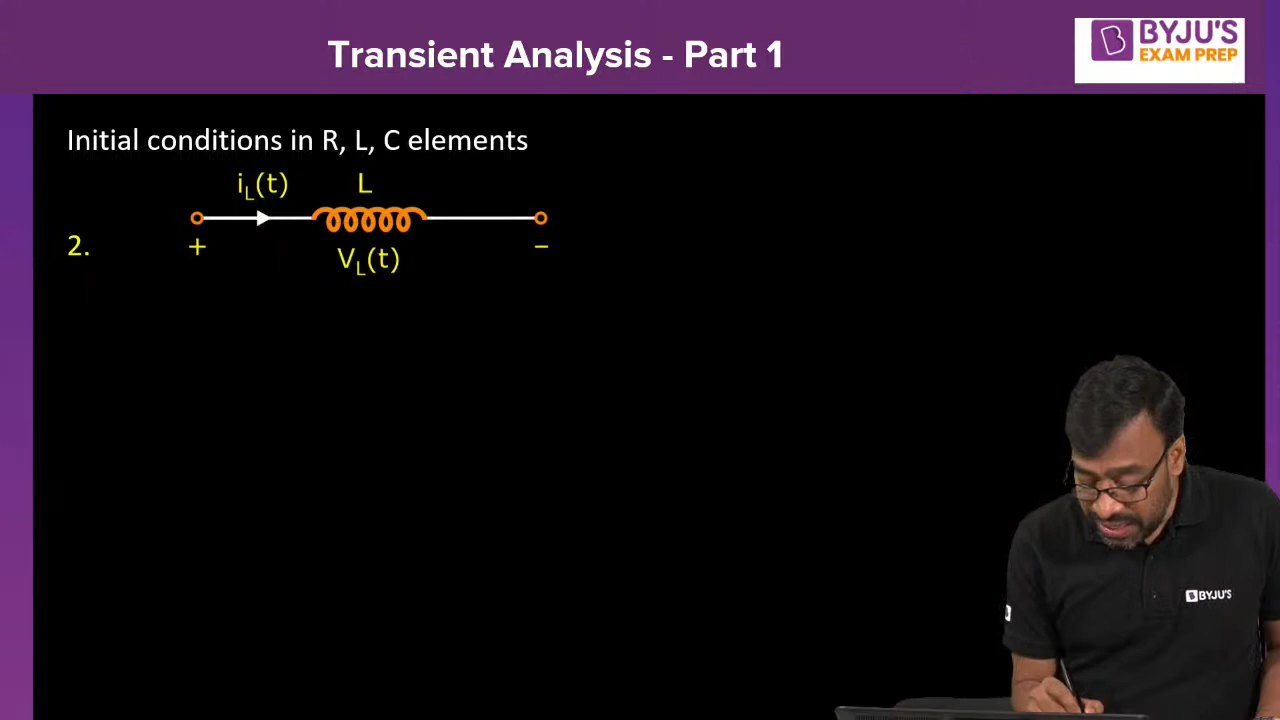 Transient Analysis - Part 1
BYJU'S
EXAM PREP
Initial conditions in R, L, C elements
iL(t) L
2. + VL(t) −
BYJU'S